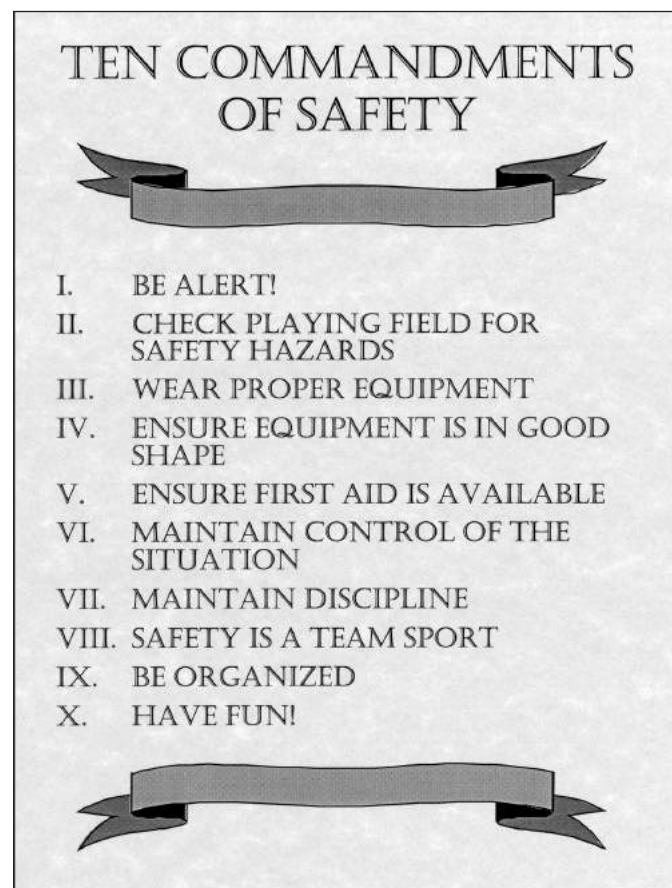 TEN COMMANDMENTS
OF SAFETY
I. BE ALERT!
II. CHECK PLAYING FIELD FOR
SAFETY HAZARDS
III. WEAR PROPER EQUIPMENT
IV. ENSURE EQUIPMENT IS IN GOOD
SHAPE
V. ENSURE FIRST AID IS AVAILABLE
VI. MAINTAIN CONTROL OF THE
SITUATION
VII. MAINTAIN DISCIPLINE
VIII. SAFETY IS A TEAM SPORT
IX. BE ORGANIZED
X. HAVE FUN!